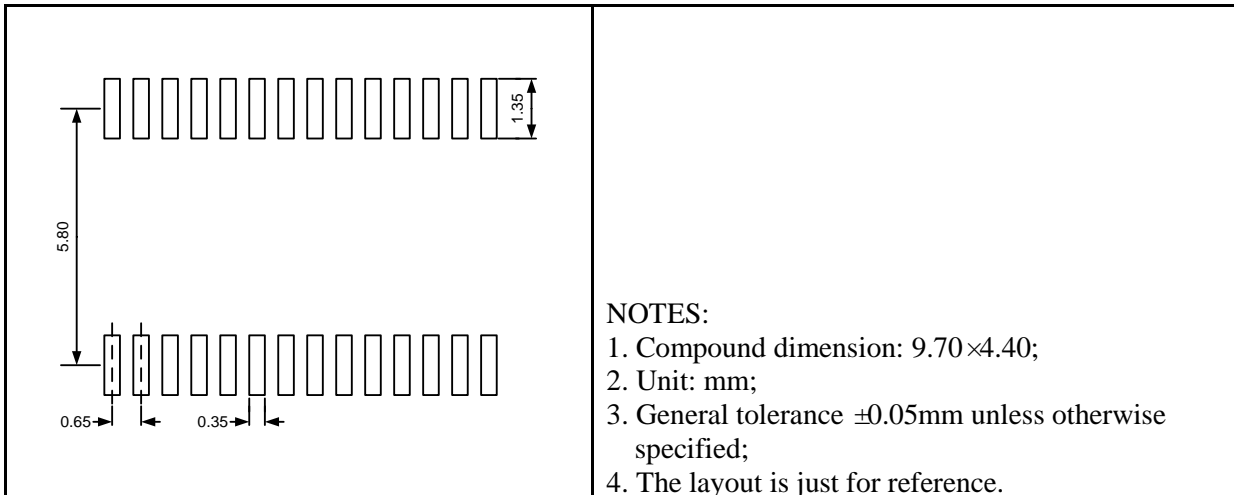 1.35
5.80
0.65
0.35
NOTES:
1. Compound dimension: 9.70×4.40;
2. Unit: mm;
3. General tolerance ±0.05mm unless otherwise
specified;
4. The layout is just for reference.